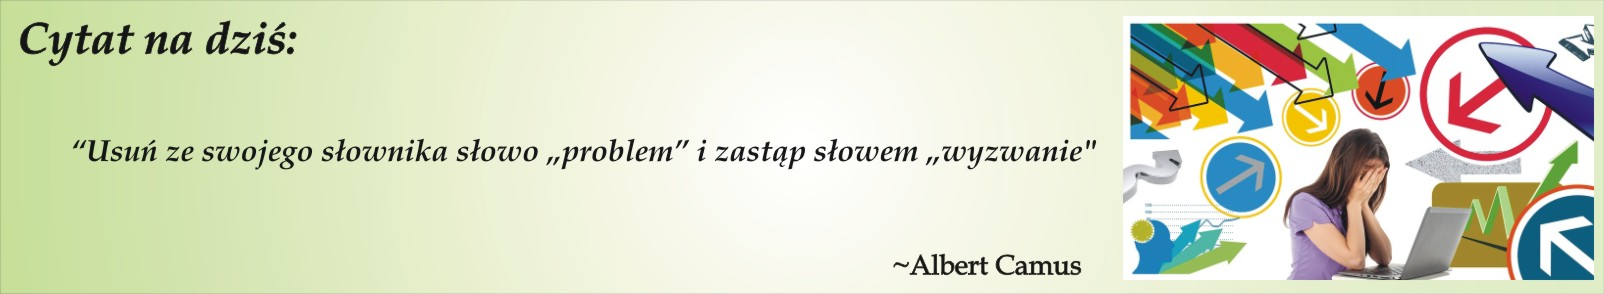 Cytat na dziś:
“Usuń ze swojego słownika słowo „problem” i zastąp słowem „wyzwanie"
~Albert Camus